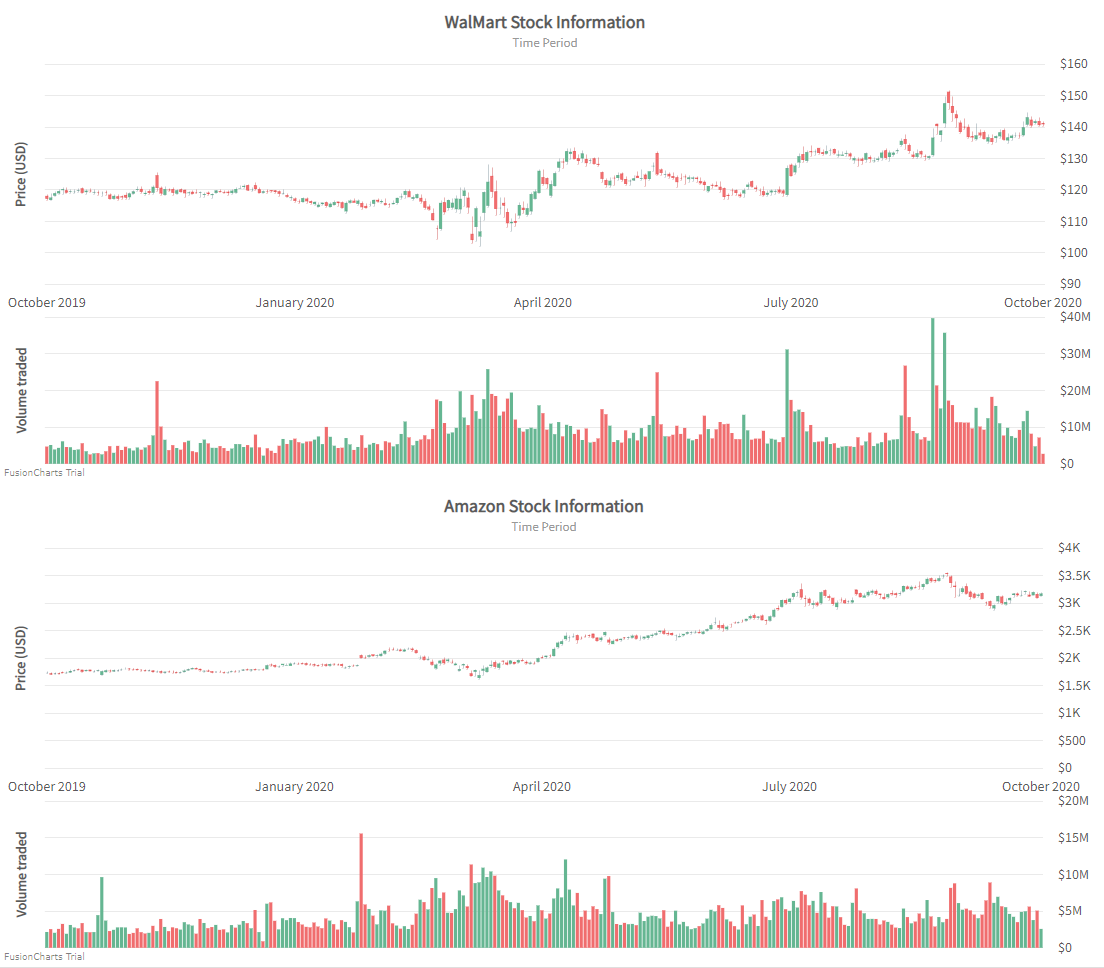 WalMart Stock Information
Time Period
Price (USD)
$160
$150
$140
$130
$120
$110
$100
$90
October 2019 January 2020 April 2020 July 2020 October 2020
Volume traded
$40M
$30M
$20M
$10M
$0
FusionCharts Trial
Amazon Stock Information
Time Period
Price (USD)
$4K
$3.5K
$3K
$2.5K
$2K
$1.5K
$1K
$500
$0
October 2019 January 2020 April 2020 July 2020 October 2020
Volume traded
$20M
$15M
$10M
$5M
$0
FusionCharts Trial